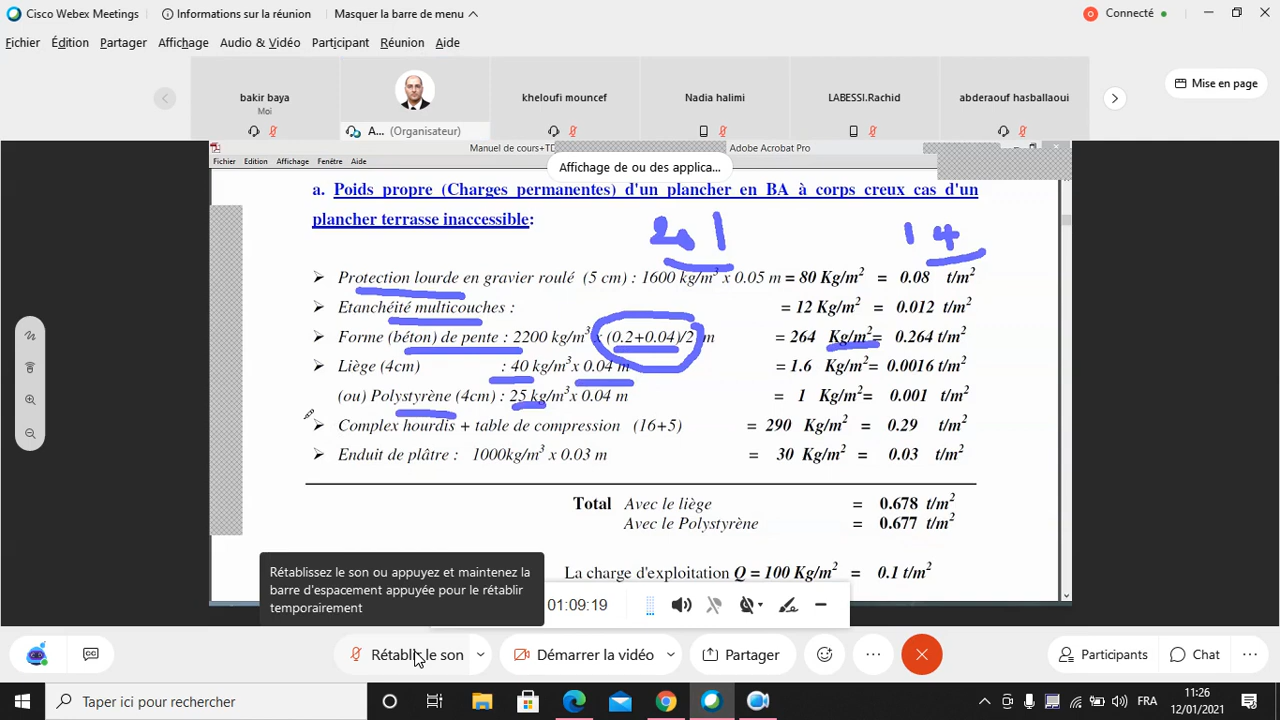 Cisco Webex Meetings Informations sur la réunion Masquer la barre de menu Connecté
Fichier Édition Partager Affichage Audio & Vidéo Participant Réunion Aide
bakir baya
Moi
A... (Organisateur)
kheloufi mouncef
Nadia halimi
LABESSI.Rachid
abderaouf hasballaoui
Mise en page
Manuel de cours+TD Adobe Acrobat Pro
Fichier Edition Affichage Fenêtre Aide
Affichage de ou des applica...
a. Poids propre (Charges permanentes) d'un plancher en BA à corps creux cas d'un
plancher terrasse inaccessible:
14
Protection lourde en gravier roulé (5 cm) : 1600 kg/m³ x 0.05 m = 80 Kg/m² = 0.08 t/m²
Etanchéité multicouches : = 12 Kg/m² = 0.012 t/m²
Forme (béton) de pente : 2200 kg/m³ x (0.2+0.04)/2 m = 264 Kg/m² = 0.264 t/m²
Liège (4cm) : 40 kg/m³x 0.04 m = 1.6 Kg/m²= 0.0016 t/m²
(ou) Polystyrène (4cm) : 25 kg/m³x 0.04 m = 1 Kg/m²= 0.001 t/m²
Complex hourdis + table de compression (16+5) = 290 Kg/m² = 0.29 t/m²
Enduit de plâtre : 1000kg/m³ x 0.03 m = 30 Kg/m² = 0.03 t/m²
Total Avec le liège = 0.678 t/m²
Avec le Polystyrène = 0.677 t/m²
La charge d'exploitation Q = 100 Kg/m² = 0.1 t/m²
Rétablissez le son ou appuyez et maintenez la
barre d'espacement appuyée pour le rétablir
temporairement
01:09:19
Rétablir le son Démarrer la vidéo Partager Participants Chat
Taper ici pour rechercher FRA 11:26
12/01/2021